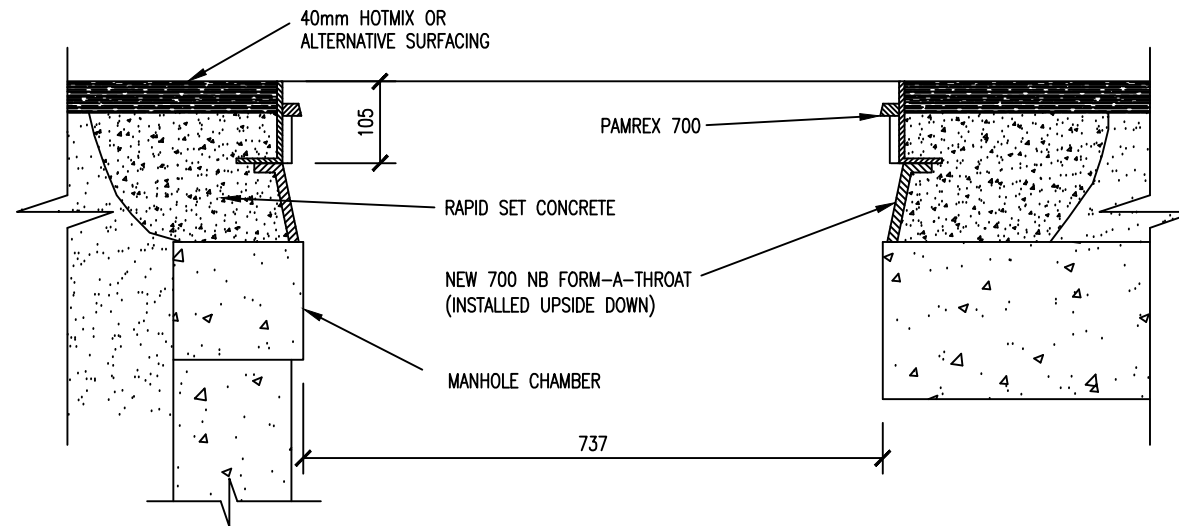 40mm HOTMIX OR
ALTERNATIVE SURFACING
105
PAMREX 700
RAPID SET CONCRETE
NEW 700 NB FORM-A-THROAT
(INSTALLED UPSIDE DOWN)
MANHOLE CHAMBER
737